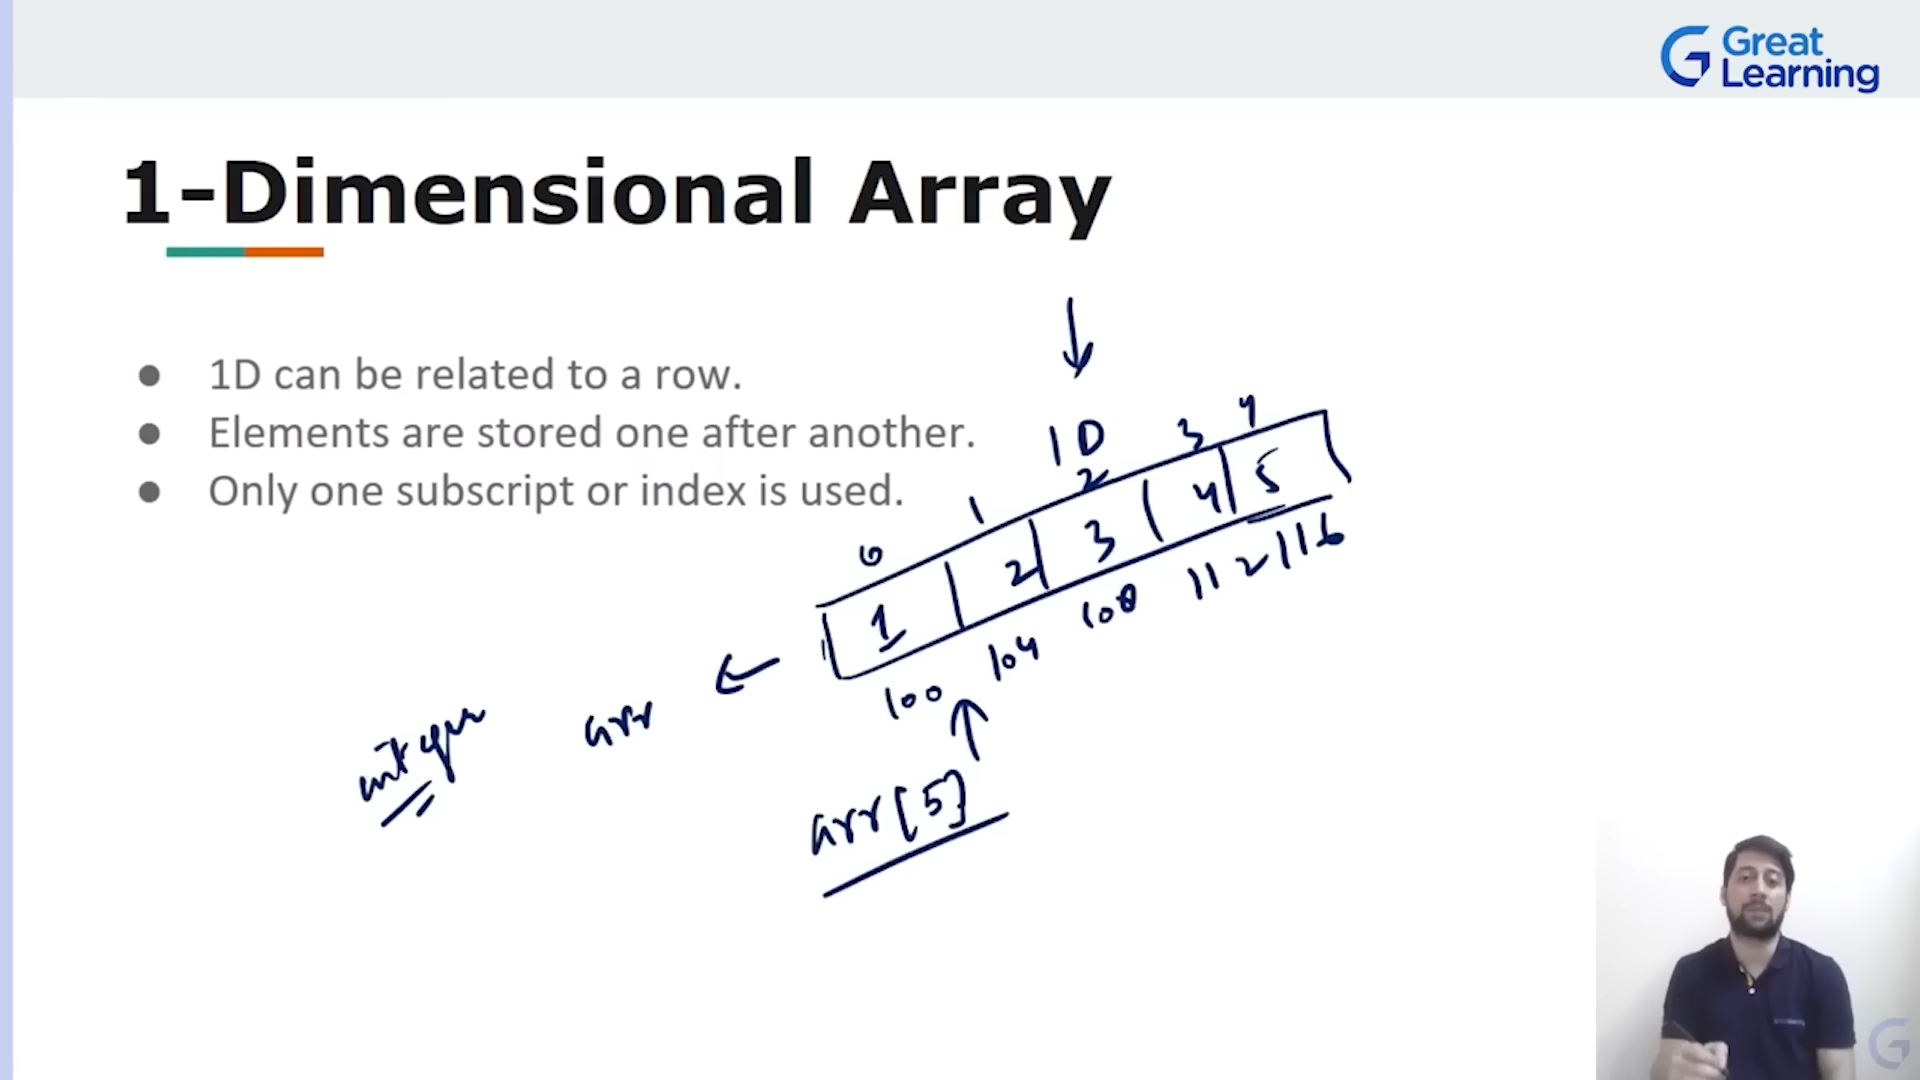 Great
Learning
1-Dimensional Array
● 1D can be related to a row.
● Elements are stored one after another.
● Only one subscript or index is used.
1D
0 1 2 3 4
1 2 3 4 5
100 104 108 112 116
integer arr
arr[5]